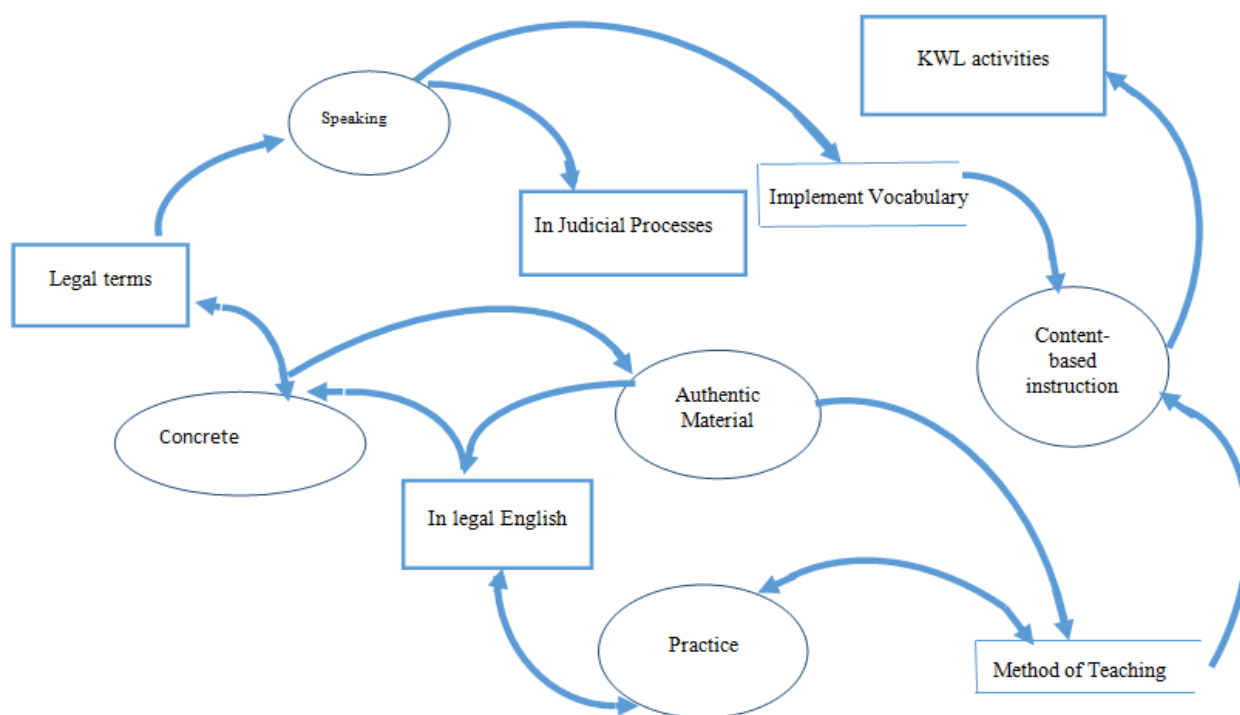 KWL activities
Speaking
Implement Vocabulary
In Judicial Processes
Legal terms
Content-
based
instruction
Authentic
Material
Concrete
In legal English
Practice
Method of Teaching